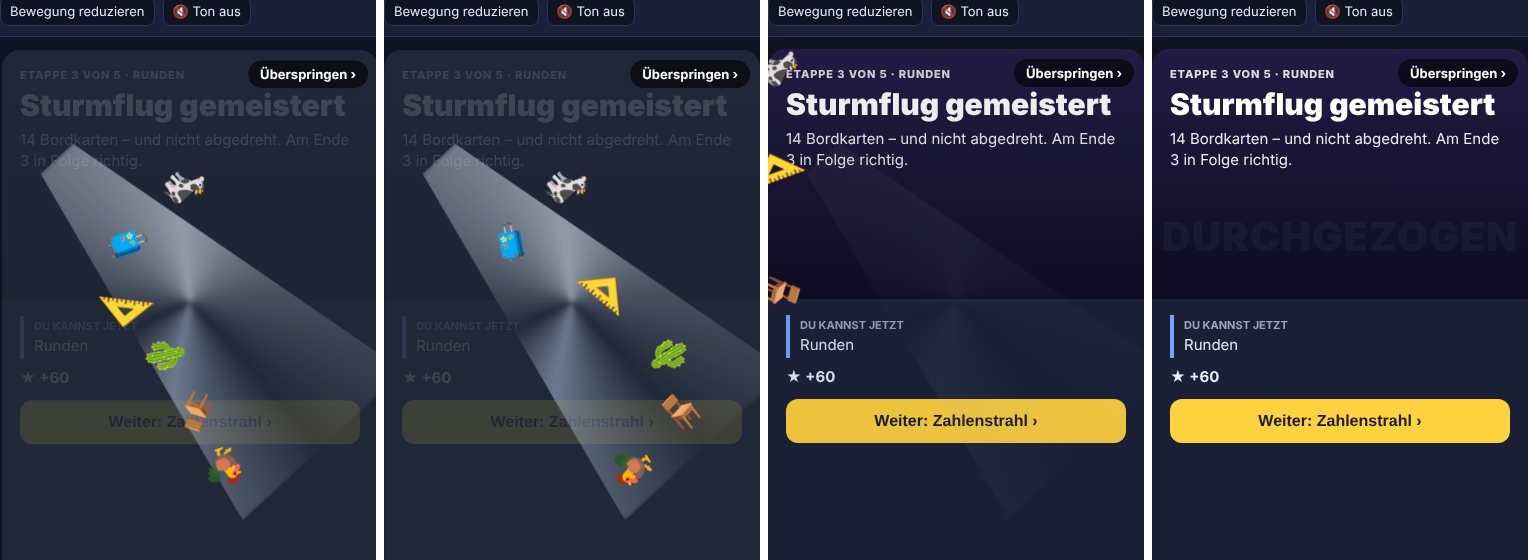 Bewegung reduzieren
🔇 Ton aus
ETAPPE 3 VON 5 · RUNDEN
Überspringen ›
Sturmflug gemeistert
14 Bordkarten – und nicht abgedreht. Am Ende
3 in Folge richtig.
DU KANNST JETZT
Runden
★ +60
Weiter: Zahlenstrahl ›
Bewegung reduzieren
🔇 Ton aus
ETAPPE 3 VON 5 · RUNDEN
Überspringen ›
Sturmflug gemeistert
14 Bordkarten – und nicht abgedreht. Am Ende
3 in Folge richtig.
DU KANNST JETZT
Runden
★ +60
Weiter: Zahlenstrahl ›
Bewegung reduzieren
🔇 Ton aus
ETAPPE 3 VON 5 · RUNDEN
Überspringen ›
Sturmflug gemeistert
14 Bordkarten – und nicht abgedreht. Am Ende
3 in Folge richtig.
DU KANNST JETZT
Runden
★ +60
Weiter: Zahlenstrahl ›
Bewegung reduzieren
🔇 Ton aus
ETAPPE 3 VON 5 · RUNDEN
Überspringen ›
Sturmflug gemeistert
14 Bordkarten – und nicht abgedreht. Am Ende
3 in Folge richtig.
DURCHGEZOGEN
DU KANNST JETZT
Runden
★ +60
Weiter: Zahlenstrahl ›